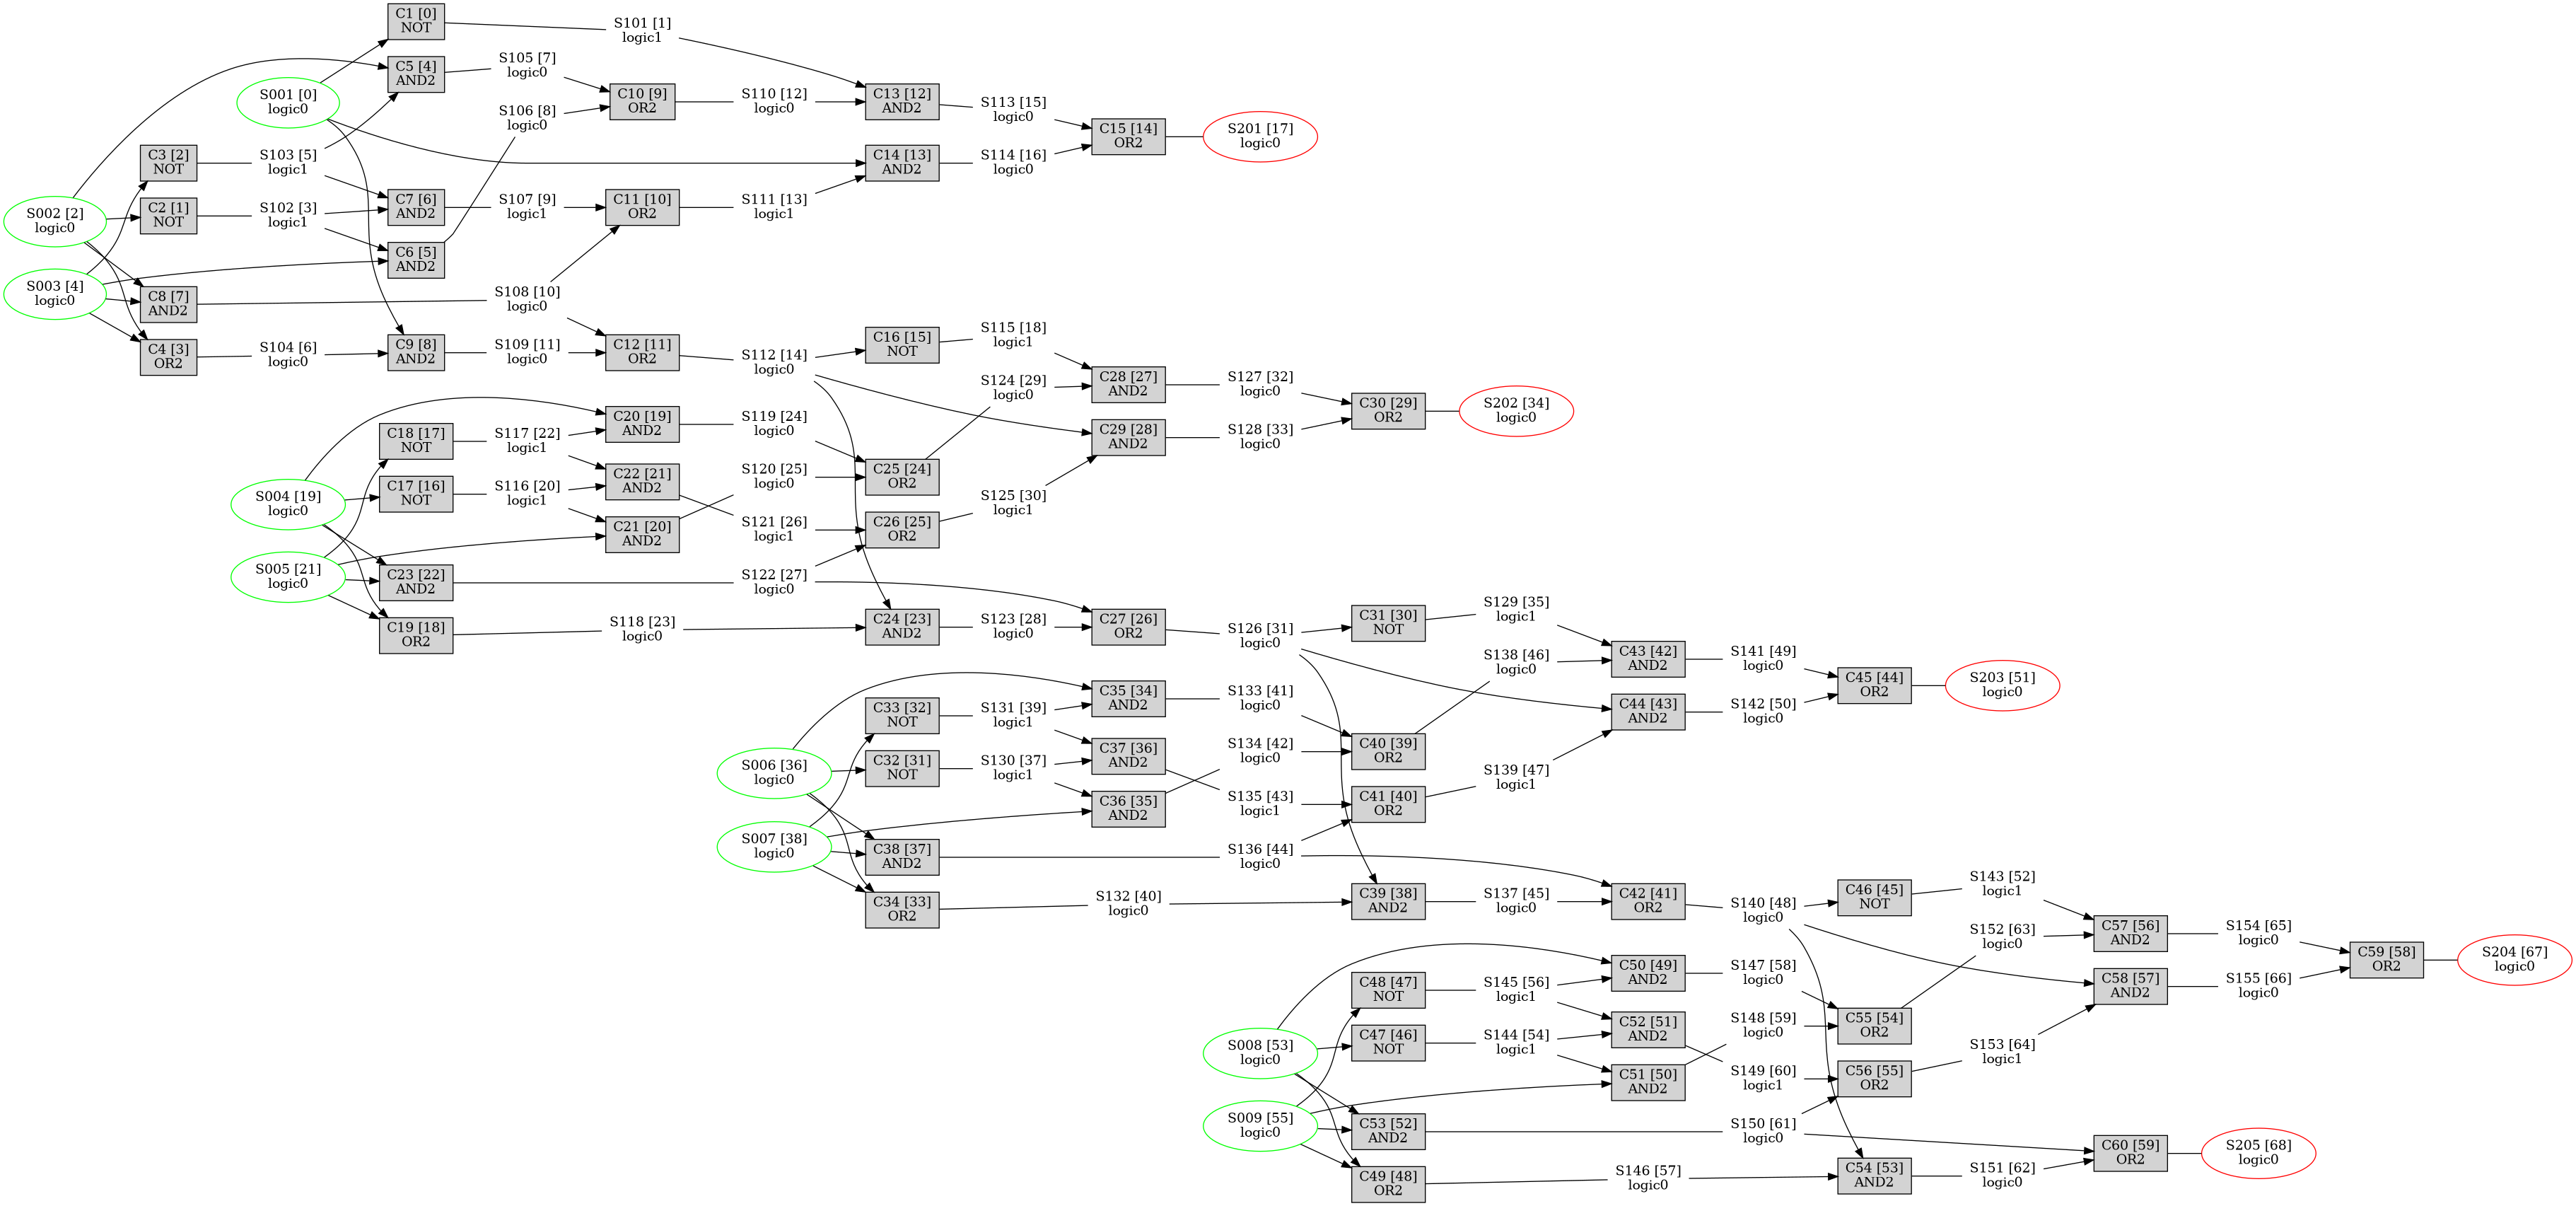 C1 [0]
NOT
S101 [1]
logic1
C5 [4]
AND2
S105 [7]
logic0
S001 [0]
logic0
C10 [9]
OR2
S110 [12]
logic0
C13 [12]
AND2
S113 [15]
logic0
S106 [8]
logic0
C15 [14]
OR2
S201 [17]
logic0
C3 [2]
NOT
S103 [5]
logic1
C14 [13]
AND2
S114 [16]
logic0
S002 [2]
logic0
C2 [1]
NOT
S102 [3]
logic1
C7 [6]
AND2
S107 [9]
logic1
C11 [10]
OR2
S111 [13]
logic1
C6 [5]
AND2
S003 [4]
logic0
C8 [7]
AND2
S108 [10]
logic0
C4 [3]
OR2
S104 [6]
logic0
C9 [8]
AND2
S109 [11]
logic0
C12 [11]
OR2
S112 [14]
logic0
C16 [15]
NOT
S115 [18]
logic1
S124 [29]
logic0
C28 [27]
AND2
S127 [32]
logic0
C30 [29]
OR2
S202 [34]
logic0
C20 [19]
AND2
S119 [24]
logic0
C29 [28]
AND2
S128 [33]
logic0
C18 [17]
NOT
S117 [22]
logic1
C22 [21]
AND2
S120 [25]
logic0
C25 [24]
OR2
S004 [19]
logic0
C17 [16]
NOT
S116 [20]
logic1
C21 [20]
AND2
S121 [26]
logic1
C26 [25]
OR2
S125 [30]
logic1
S005 [21]
logic0
C23 [22]
AND2
S122 [27]
logic0
C19 [18]
OR2
S118 [23]
logic0
C24 [23]
AND2
S123 [28]
logic0
C27 [26]
OR2
S126 [31]
logic0
C31 [30]
NOT
S129 [35]
logic1
S138 [46]
logic0
C43 [42]
AND2
S141 [49]
logic0
C45 [44]
OR2
S203 [51]
logic0
C35 [34]
AND2
S133 [41]
logic0
C44 [43]
AND2
S142 [50]
logic0
C33 [32]
NOT
S131 [39]
logic1
C37 [36]
AND2
S134 [42]
logic0
C40 [39]
OR2
S006 [36]
logic0
C32 [31]
NOT
S130 [37]
logic1
C36 [35]
AND2
S135 [43]
logic1
C41 [40]
OR2
S139 [47]
logic1
S007 [38]
logic0
C38 [37]
AND2
S136 [44]
logic0
C34 [33]
OR2
S132 [40]
logic0
C39 [38]
AND2
S137 [45]
logic0
C42 [41]
OR2
S140 [48]
logic0
C46 [45]
NOT
S143 [52]
logic1
S152 [63]
logic0
C57 [56]
AND2
S154 [65]
logic0
C59 [58]
OR2
S204 [67]
logic0
C50 [49]
AND2
S147 [58]
logic0
C58 [57]
AND2
S155 [66]
logic0
C48 [47]
NOT
S145 [56]
logic1
C52 [51]
AND2
S148 [59]
logic0
C55 [54]
OR2
S008 [53]
logic0
C47 [46]
NOT
S144 [54]
logic1
C51 [50]
AND2
S149 [60]
logic1
C56 [55]
OR2
S153 [64]
logic1
S009 [55]
logic0
C53 [52]
AND2
S150 [61]
logic0
C60 [59]
OR2
S205 [68]
logic0
C49 [48]
OR2
S146 [57]
logic0
C54 [53]
AND2
S151 [62]
logic0